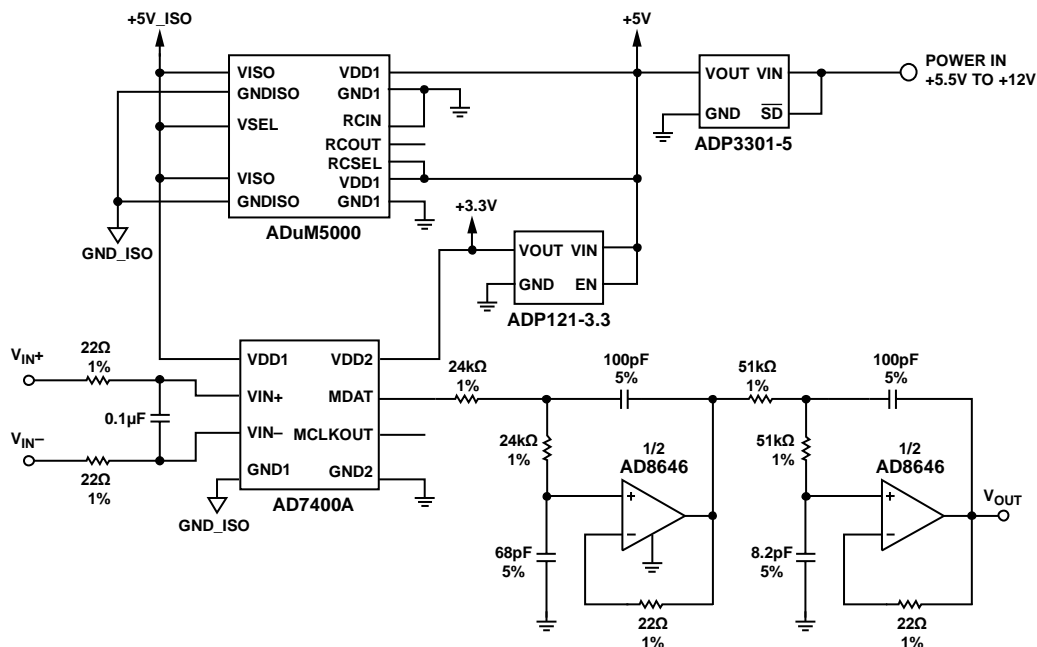 +5V_ISO
+5V
VISO
GNDISO
VSEL
VISO
GNDISO
VDD1
GND1
RCIN
RCOUT
RCSEL
VDD1
GND1
ADuM5000
GND_ISO
VOUT VIN
GND SD
ADP3301-5
POWER IN
+5.5V TO +12V
+3.3V
VOUT VIN
GND EN
ADP121-3.3
VIN+
22Ω
1%
0.1µF
VIN–
22Ω
1%
GND_ISO
VDD1
VIN+
VIN–
GND1
VDD2
MDAT
MCLKOUT
GND2
AD7400A
24kΩ
1%
100pF
5%
24kΩ
1%
1/2
AD8646
+
–
68pF
5%
22Ω
1%
51kΩ
1%
100pF
5%
51kΩ
1%
1/2
AD8646
+
–
8.2pF
5%
22Ω
1%
VOUT